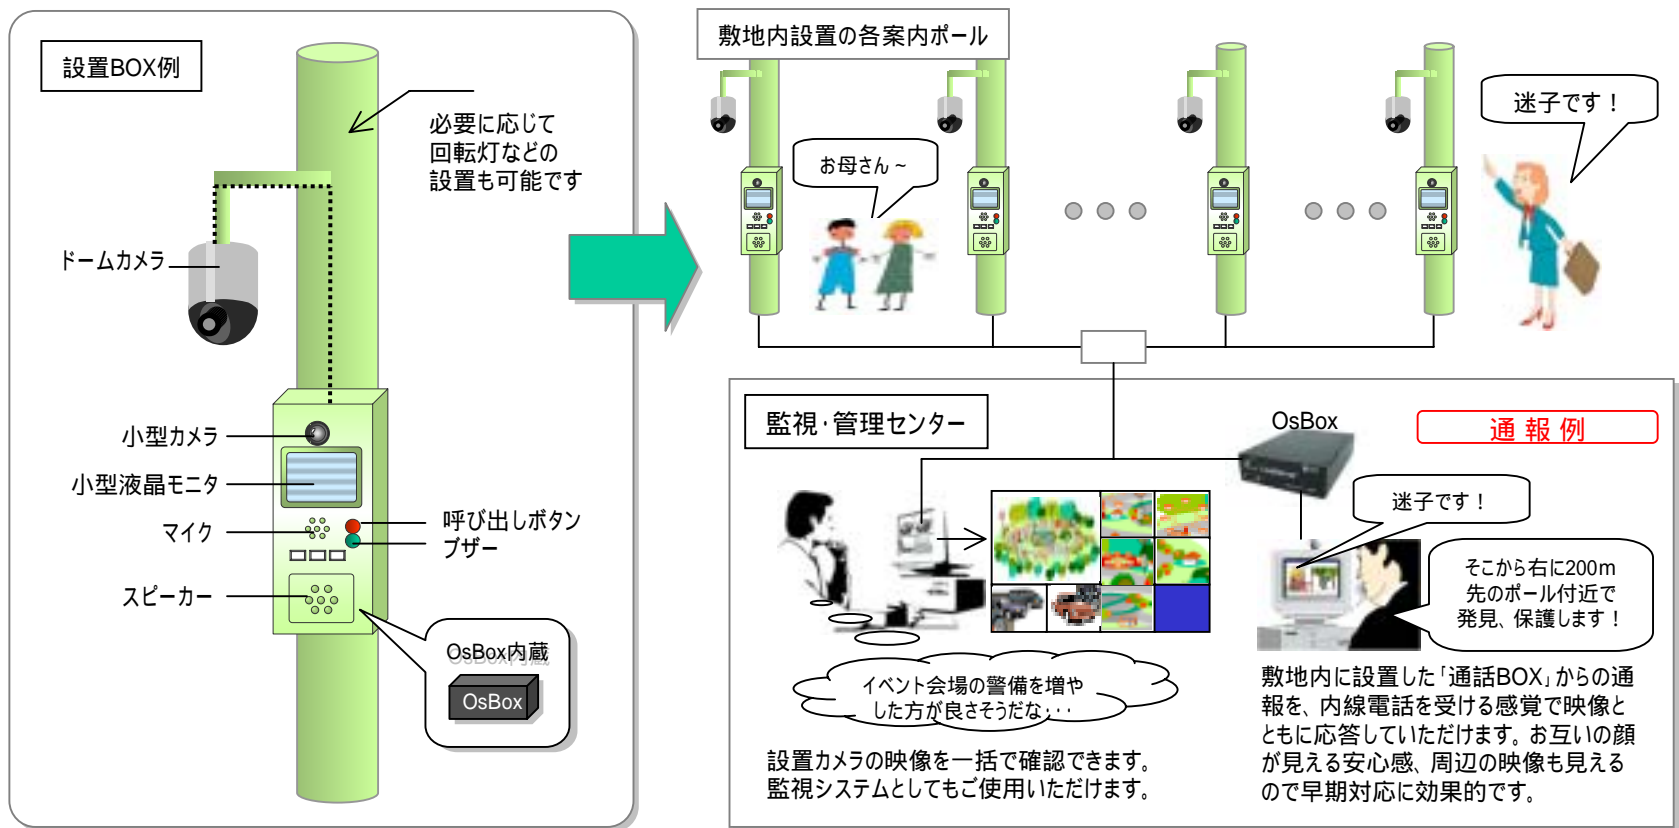 設置BOX例
必要に応じて
回転灯などの
設置も可能です
ドームカメラ
小型カメラ
小型液晶モニタ
マイク
呼び出しボタン
ブザー
スピーカー
OsBox内蔵
OsBox
敷地内設置の各案内ポール
お母さん~
迷子です!
監視・管理センター
OsBox
通報例
迷子です!
そこから右に200m
先のポール付近で
発見、保護します!
イベント会場の警備を増や
した方が良さそうだな・・・
設置カメラの映像を一括で確認できます。
監視システムとしてもご使用いただけます。
敷地内に設置した「通話BOX」からの通
報を、内線電話を受ける感覚で映像と
ともに応答していただけます。お互いの顔
が見える安心感、周辺の映像も見える
ので早期対応に効果的です。